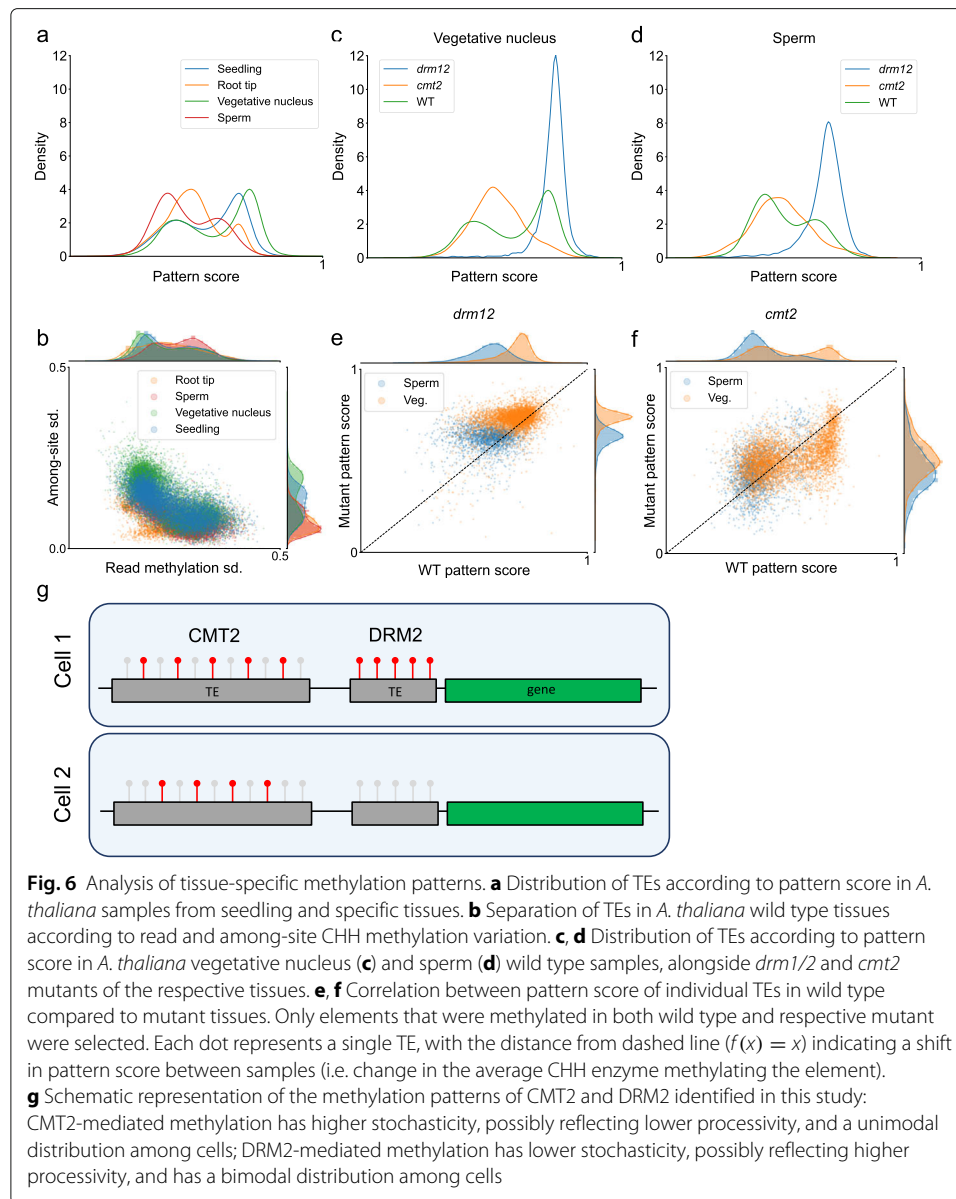 a
12
10
8
6
4
2
0
Density
Seedling
Root tip
Vegetative nucleus
Sperm
Pattern score
1
c
Vegetative nucleus
12
10
8
6
4
2
0
Density
drm12
cmt2
WT
Pattern score
1
d
Sperm
12
10
8
6
4
2
0
Density
drm12
cmt2
WT
Pattern score
1
b
0.5
Among-site sd.
0.0
Root tip
Sperm
Vegetative nucleus
Seedling
Read methylation sd.
0.5
e
drm12
1
Mutant pattern score
0
Sperm
Veg.
WT pattern score
1
f
cmt2
1
Mutant pattern score
0
Sperm
Veg.
WT pattern score
1
g
Cell 1
CMT2
DRM2
TE
TE
gene
Cell 2
Fig. 6 Analysis of tissue-specific methylation patterns. a Distribution of TEs according to pattern score in A.
thaliana samples from seedling and specific tissues. b Separation of TEs in A. thaliana wild type tissues
according to read and among-site CHH methylation variation. c, d Distribution of TEs according to pattern
score in A. thaliana vegetative nucleus (c) and sperm (d) wild type samples, alongside drm1/2 and cmt2
mutants of the respective tissues. e, f Correlation between pattern score of individual TEs in wild type
compared to mutant tissues. Only elements that were methylated in both wild type and respective mutant
were selected. Each dot represents a single TE, with the distance from dashed line (f(x) = x) indicating a shift
in pattern score between samples (i.e. change in the average CHH enzyme methylating the element).
g Schematic representation of the methylation patterns of CMT2 and DRM2 identified in this study:
CMT2-mediated methylation has higher stochasticity, possibly reflecting lower processivity, and a unimodal
distribution among cells; DRM2-mediated methylation has lower stochasticity, possibly reflecting higher
processivity, and has a bimodal distribution among cells